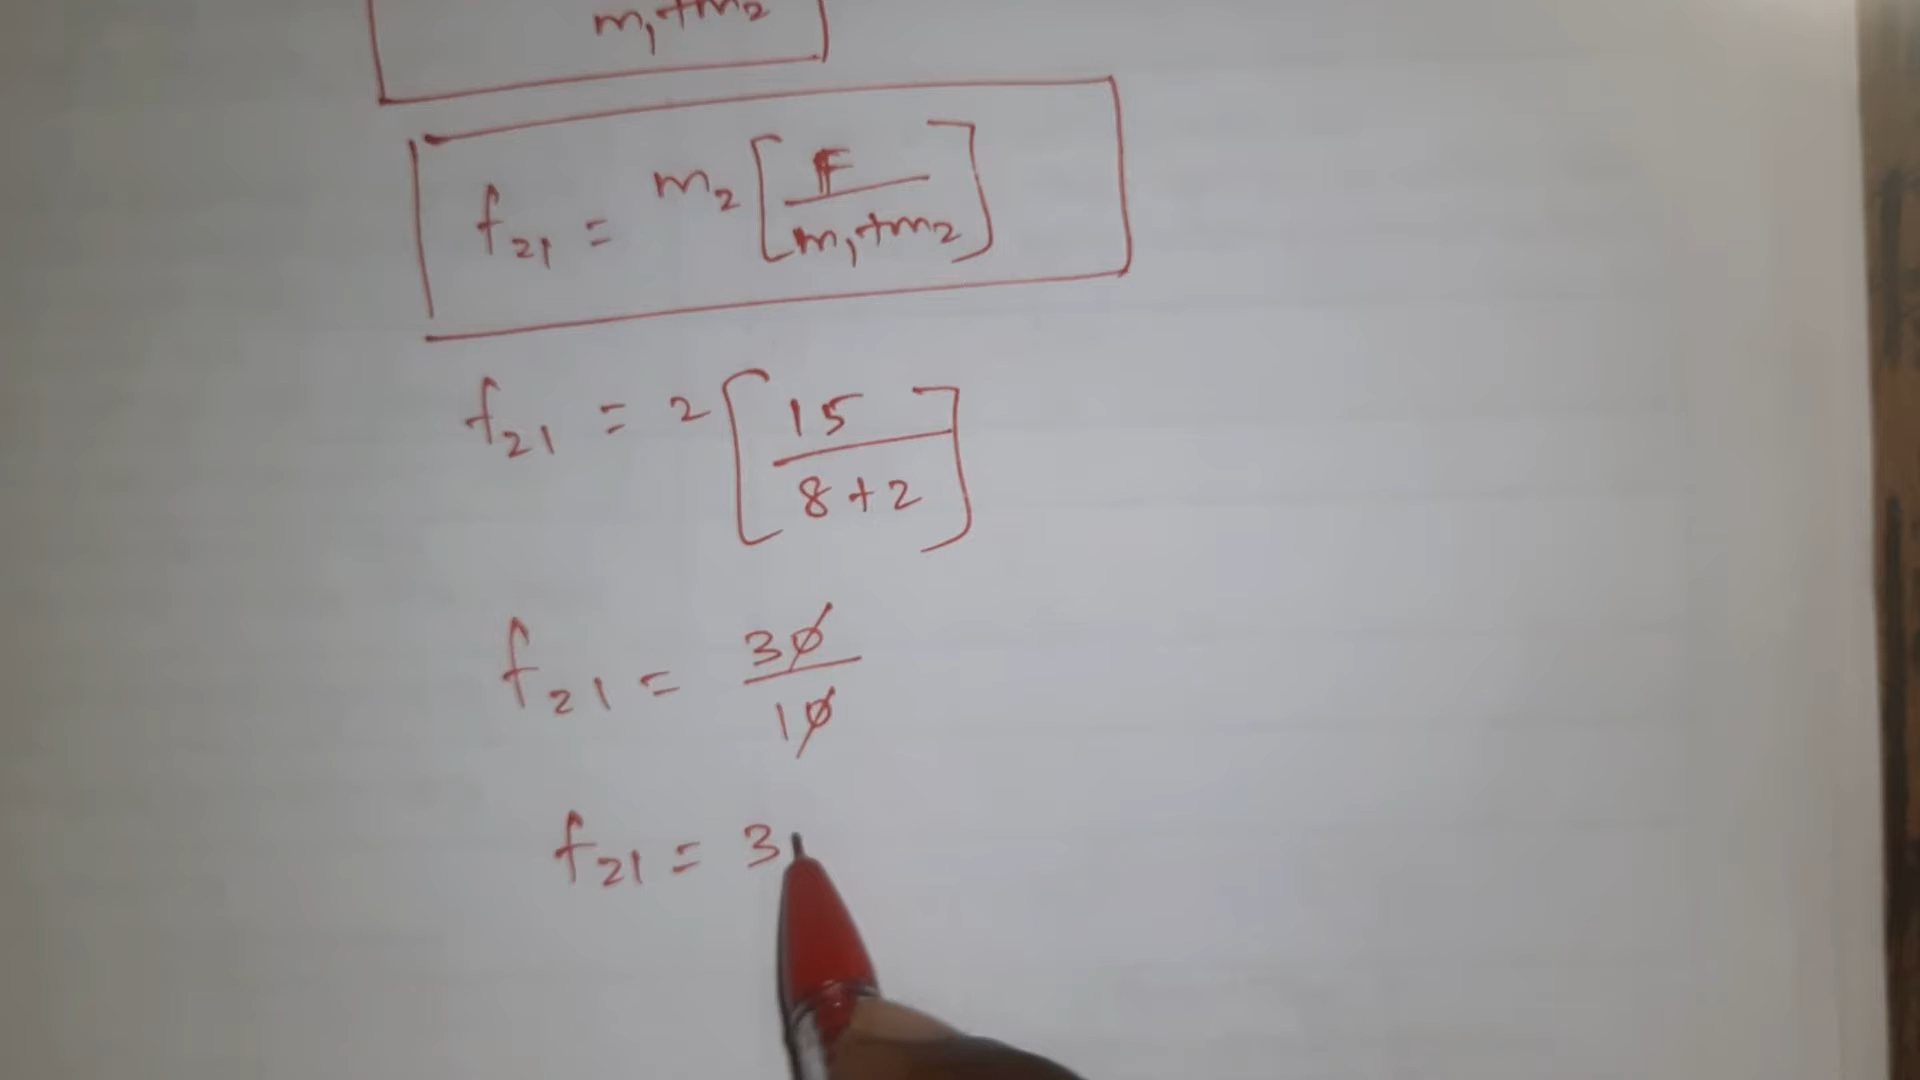 m₁+m₂
f₂₁ = m₂ [F / m₁+m₂]
f₂₁ = 2 [15 / 8+2]
f₂₁ = 30 / 10
f₂₁ = 3